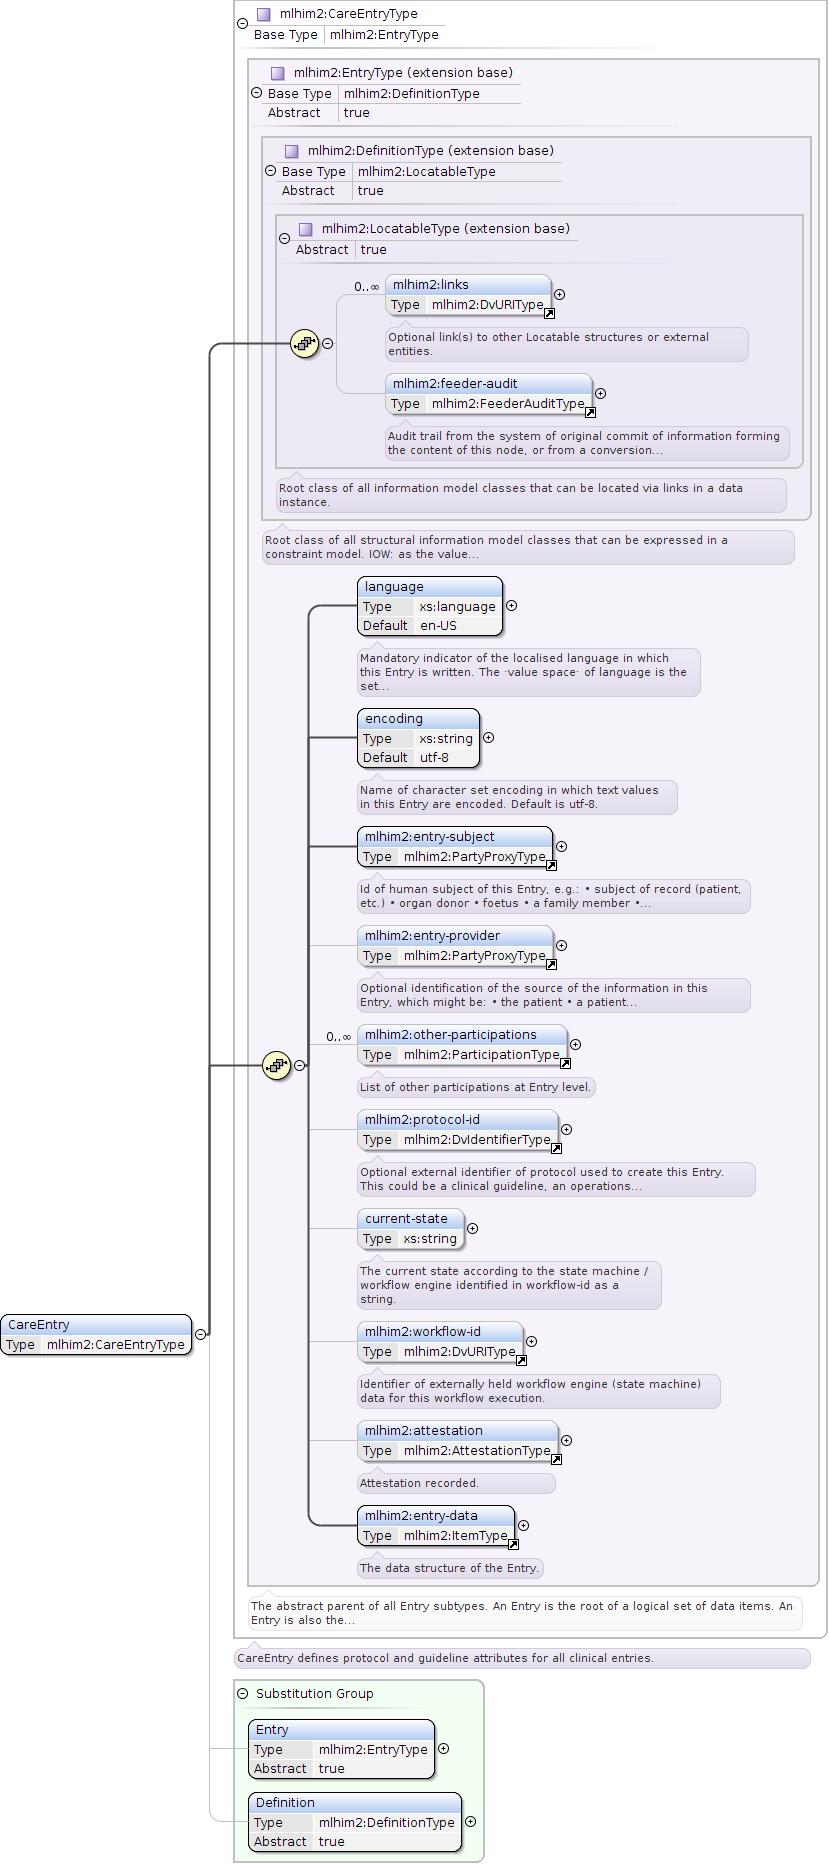 mlhim2:CareEntryType
Base Type mlhim2:EntryType
mlhim2:EntryType (extension base)
Base Type mlhim2:DefinitionType
Abstract true
mlhim2:DefinitionType (extension base)
Base Type mlhim2:LocatableType
Abstract true
mlhim2:LocatableType (extension base)
Abstract true
0..∞
mlhim2:links
Type mlhim2:DvURIType
Optional link(s) to other Locatable structures or external
entities.
mlhim2:feeder-audit
Type mlhim2:FeederAuditType
Audit trail from the system of original commit of information forming
the content of this node, or from a conversion...
Root class of all information model classes that can be located via links in a data
instance.
Root class of all structural information model classes that can be expressed in a
constraint model. IOW: as the value...
language
Type xs:language
Default en-US
Mandatory indicator of the localised language in which
this Entry is written. The ·value space· of language is the
set...
encoding
Type xs:string
Default utf-8
Name of character set encoding in which text values
in this Entry are encoded. Default is utf-8.
mlhim2:entry-subject
Type mlhim2:PartyProxyType
Id of human subject of this Entry, e.g.: • subject of record (patient,
etc.) • organ donor • foetus • a family member •...
mlhim2:entry-provider
Type mlhim2:PartyProxyType
Optional identification of the source of the information in this
Entry, which might be: • the patient • a patient...
0..∞
mlhim2:other-participations
Type mlhim2:ParticipationType
List of other participations at Entry level.
mlhim2:protocol-id
Type mlhim2:DvIdentifierType
Optional external identifier of protocol used to create this Entry.
This could be a clinical guideline, an operations...
current-state
Type xs:string
The current state according to the state machine /
workflow engine identified in workflow-id as a
string.
mlhim2:workflow-id
Type mlhim2:DvURIType
Identifier of externally held workflow engine (state machine)
data for this workflow execution.
mlhim2:attestation
Type mlhim2:AttestationType
Attestation recorded.
mlhim2:entry-data
Type mlhim2:ItemType
The data structure of the Entry.
CareEntry
Type mlhim2:CareEntryType
The abstract parent of all Entry subtypes. An Entry is the root of a logical set of data items. An
Entry is also the...
CareEntry defines protocol and guideline attributes for all clinical entries.
Substitution Group
Entry
Type mlhim2:EntryType
Abstract true
Definition
Type mlhim2:DefinitionType
Abstract true